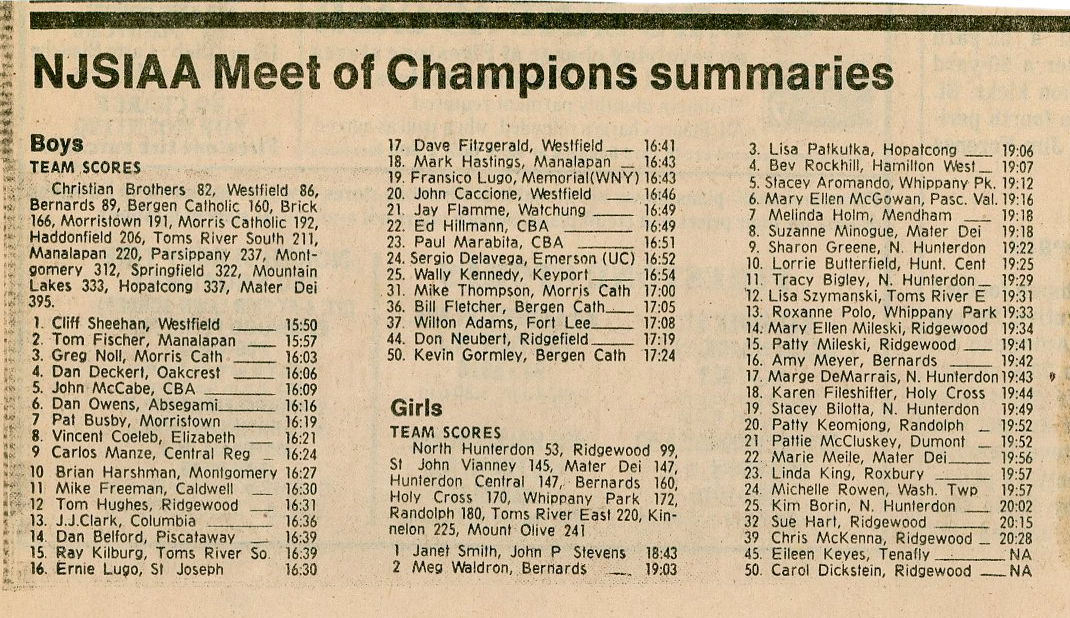 NJSIAA Meet of Champions summaries
Boys
TEAM SCORES
Christian Brothers 82, Westfield 86,
Bernards 89, Bergen Catholic 160, Brick
166, Morristown 191, Morris Catholic 192,
Haddonfield 206, Toms River South 211,
Manalapan 220, Parsippany 237, Mont-
gomery 312, Springfield 322, Mountain
Lakes 333, Hopatcong 337, Mater Dei
395.
1. Cliff Sheehan, Westfield 15:50
2. Tom Fischer, Manalapan 15:57
3. Greg Noll, Morris Cath 16:03
4. Dan Deckert, Oakcrest 16:06
5. John McCabe, CBA 16:09
6. Dan Owens, Absegami 16:16
7 Pat Busby, Morristown 16:19
8. Vincent Coeleb, Elizabeth 16:21
9 Carlos Manze, Central Reg 16:24
10 Brian Harshman, Montgomery 16:27
11 Mike Freeman, Caldwell 16:30
12 Tom Hughes, Ridgewood 16:31
13. J.J.Clark, Columbia 16:36
14 Dan Belford, Piscataway 16:39
15. Ray Kilburg, Toms River So. 16:39
16. Ernie Lugo, St Joseph 16:30
17. Dave Fitzgerald, Westfield 16:41
18. Mark Hastings, Manalapan 16:43
19. Fransico Lugo, Memorial(WNY) 16:43
20. John Caccione, Westfield 16:46
21. Jay Flamme, Watchung 16:49
22. Ed Hillmann, CBA 16:49
23. Paul Marabita, CBA 16:51
24. Sergio Delavega, Emerson (UC) 16:52
25. Wally Kennedy, Keyport 16:54
31. Mike Thompson, Morris Cath 17:00
36. Bill Fletcher, Bergen Cath 17:05
37. Wilton Adams, Fort Lee 17:08
44. Don Neubert, Ridgefield 17:19
50. Kevin Gormley, Bergen Cath 17:24
Girls
TEAM SCORES
North Hunterdon 53, Ridgewood 99,
St John Vianney 145, Mater Dei 147,
Hunterdon Central 147, Bernards 160,
Holy Cross 170, Whippany Park 172,
Randolph 180, Toms River East 220, Kin-
nelon 225, Mount Olive 241
1 Janet Smith, John P Stevens 18:43
2 Meg Waldron, Bernards 19:03
3. Lisa Patkutka, Hopatcong 19:06
4. Bev Rockhill, Hamilton West 19:07
5. Stacey Aromando, Whippany Pk. 19:12
6. Mary Ellen McGowan, Pasc. Val. 19:16
7 Melinda Holm, Mendham 19:18
8. Suzanne Minogue, Mater Dei 19:18
9. Sharon Greene, N. Hunterdon 19:22
10. Lorrie Butterfield, Hunt. Cent 19:25
11. Tracy Bigley, N. Hunterdon 19:29
12. Lisa Szymanski, Toms River E 19:31
13. Roxanne Polo, Whippany Park 19:33
14. Mary Ellen Mileski, Ridgewood 19:34
15. Patty Mileski, Ridgewood 19:41
16. Amy Meyer, Bernards 19:42
17. Marge DeMarrais, N. Hunterdon 19:43
18. Karen Fileshifter, Holy Cross 19:44
19. Stacey Bilotta, N. Hunterdon 19:49
20. Patty Keomjong, Randolph 19:52
21 Pattie McCluskey, Dumont 19:52
22. Marie Meile, Mater Dei 19:56
23. Linda King, Roxbury 19:57
24. Michelle Rowen, Wash. Twp 19:57
25. Kim Borin, N. Hunterdon 20:02
32 Sue Hart, Ridgewood 20:15
39 Chris McKenna, Ridgewood 20:28
45. Eileen Keyes, Tenafly NA
50. Carol Dickstein, Ridgewood NA